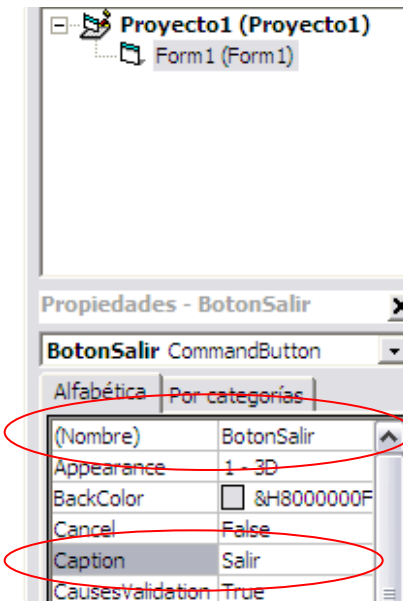 Proyecto1 (Proyecto1)
Form1 (Form1)
Propiedades - BotonSalir
BotonSalir CommandButton
Alfabética Por categorías
(Nombre) BotonSalir
Appearance 1 - 3D
BackColor &H8000000F
Cancel False
Caption Salir
CausesValidation True